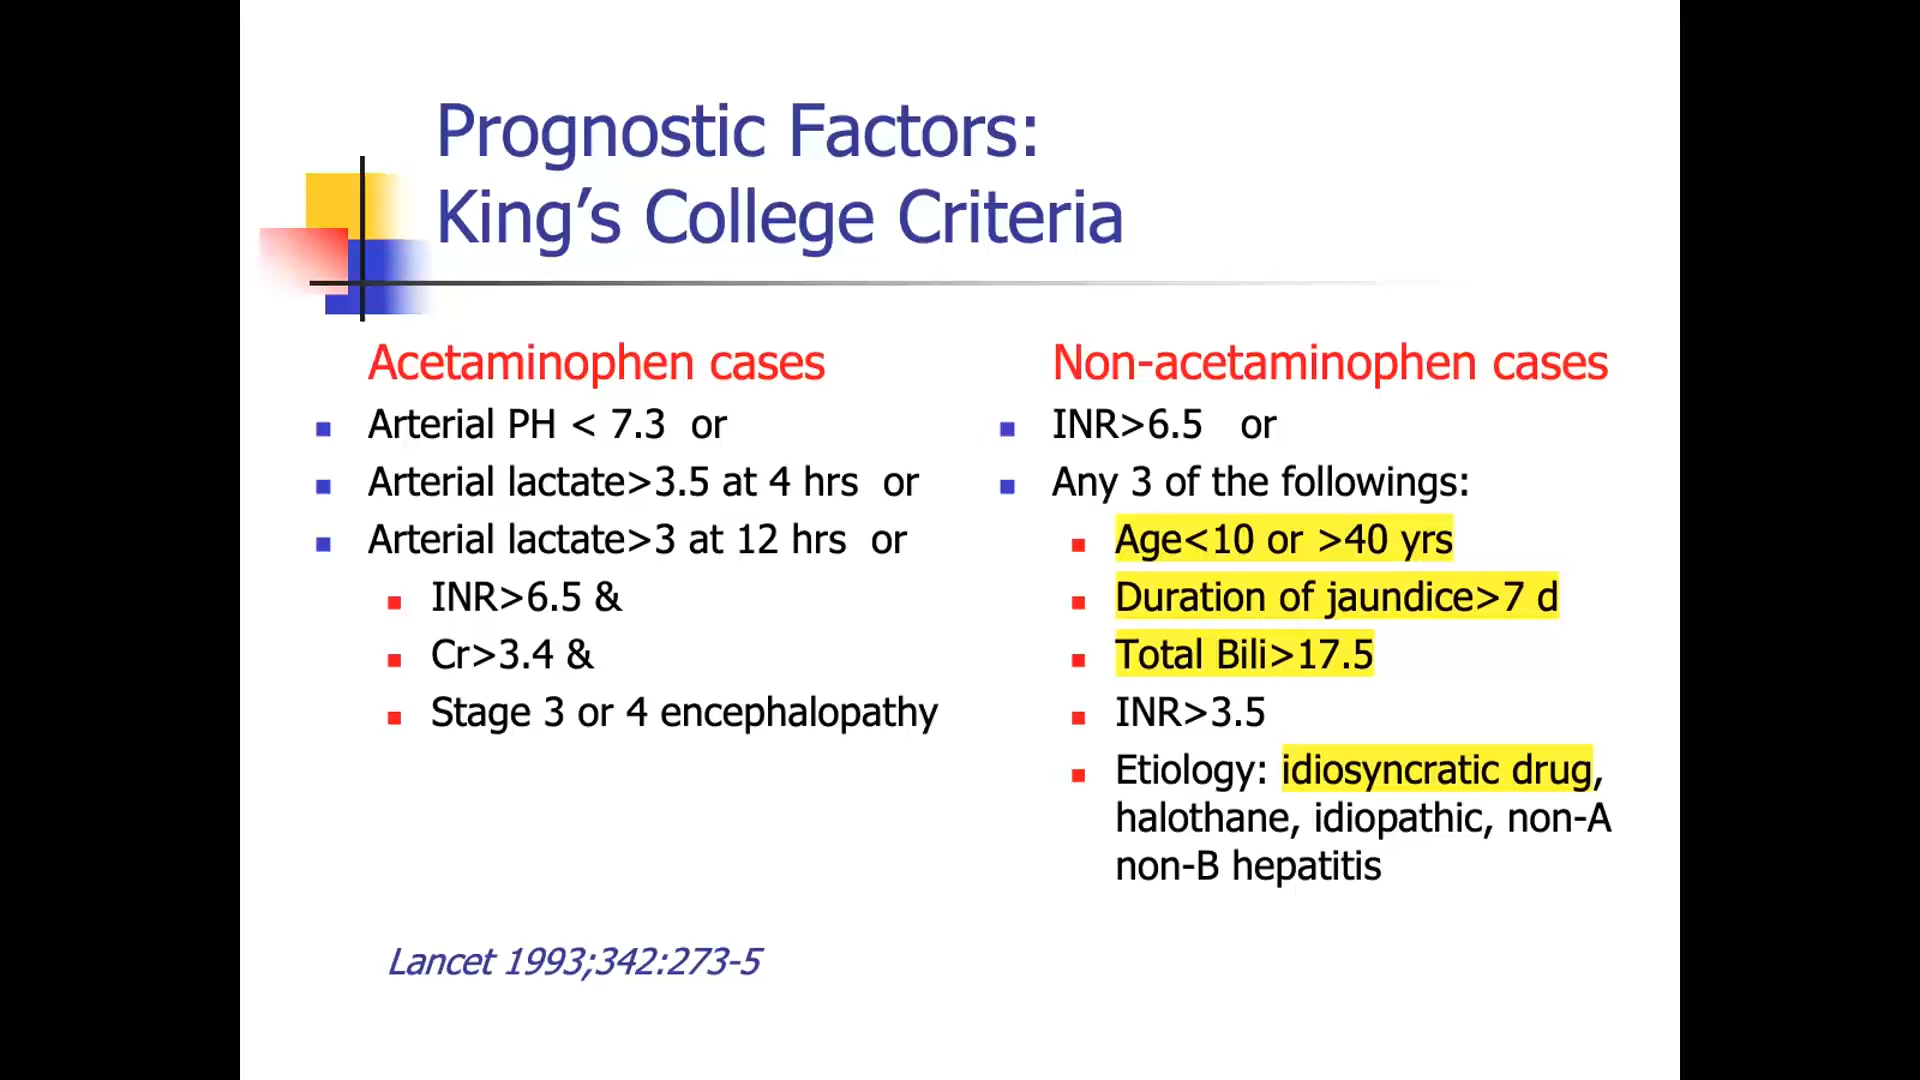 Prognostic Factors:
King’s College Criteria
Acetaminophen cases
Arterial PH < 7.3 or
Arterial lactate>3.5 at 4 hrs or
Arterial lactate>3 at 12 hrs or
INR>6.5 &
Cr>3.4 &
Stage 3 or 4 encephalopathy
Non-acetaminophen cases
INR>6.5 or
Any 3 of the followings:
Age<10 or >40 yrs
Duration of jaundice>7 d
Total Bili>17.5
INR>3.5
Etiology: idiosyncratic drug,
halothane, idiopathic, non-A
non-B hepatitis
Lancet 1993;342:273-5